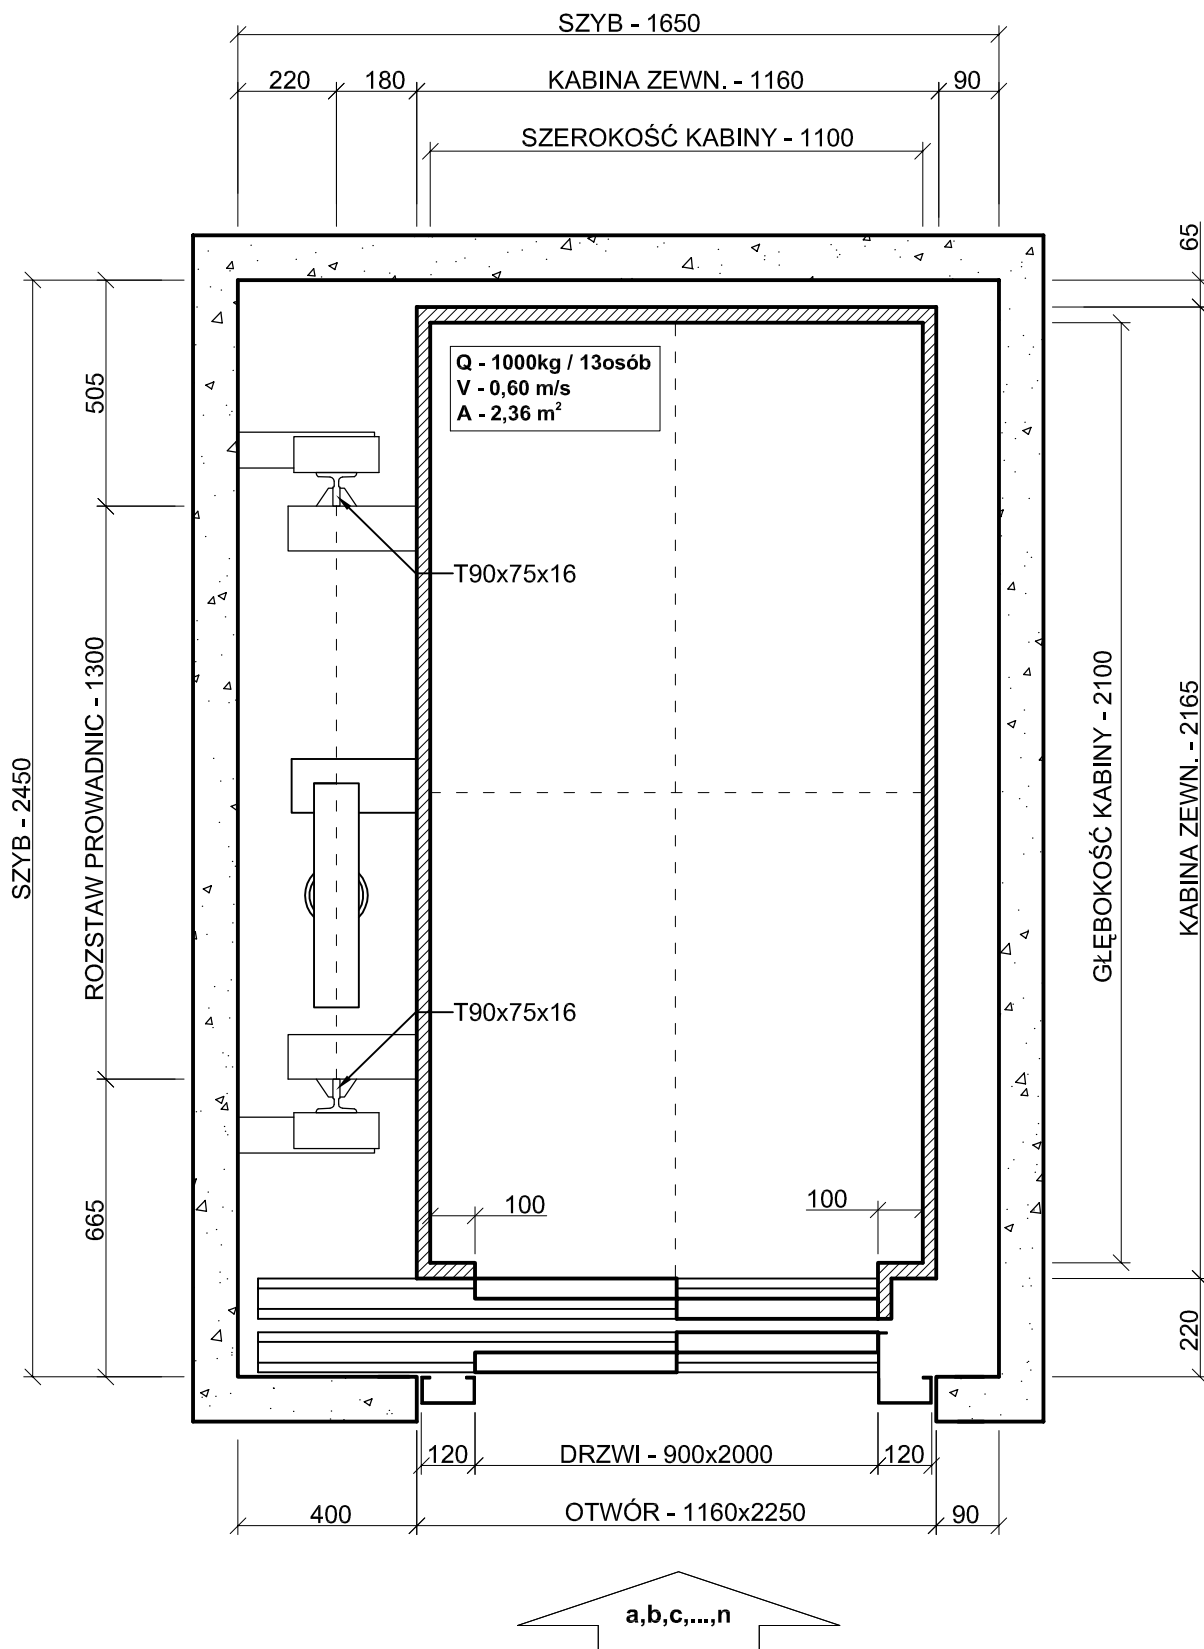 SZYB - 1650
220
180
KABINA ZEWN. - 1160
90
SZEROKOŚĆ KABINY - 1100
65
Q - 1000kg / 13osób
V - 0,60 m/s
A - 2,36 m²
505
T90x75x16
ROZSTAW PROWADNIC - 1300
SZYB - 2450
GŁĘBOKOŚĆ KABINY - 2100
KABINA ZEWN. - 2165
T90x75x16
665
100
100
220
120
DRZWI - 900x2000
120
400
OTWÓR - 1160x2250
90
a,b,c,...,n